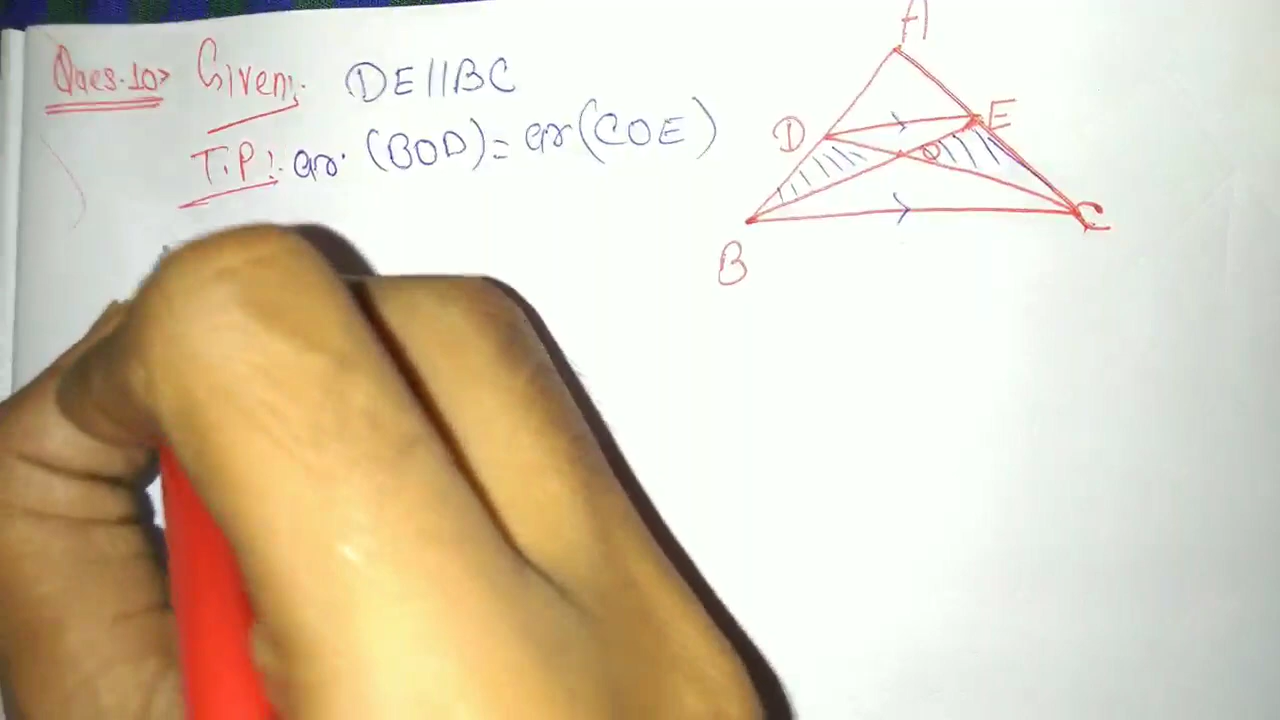 Ques.10> Given:- DE||BC
T.P!- ar. (BOD) = ar(COE)
A
D
E
O
C
B